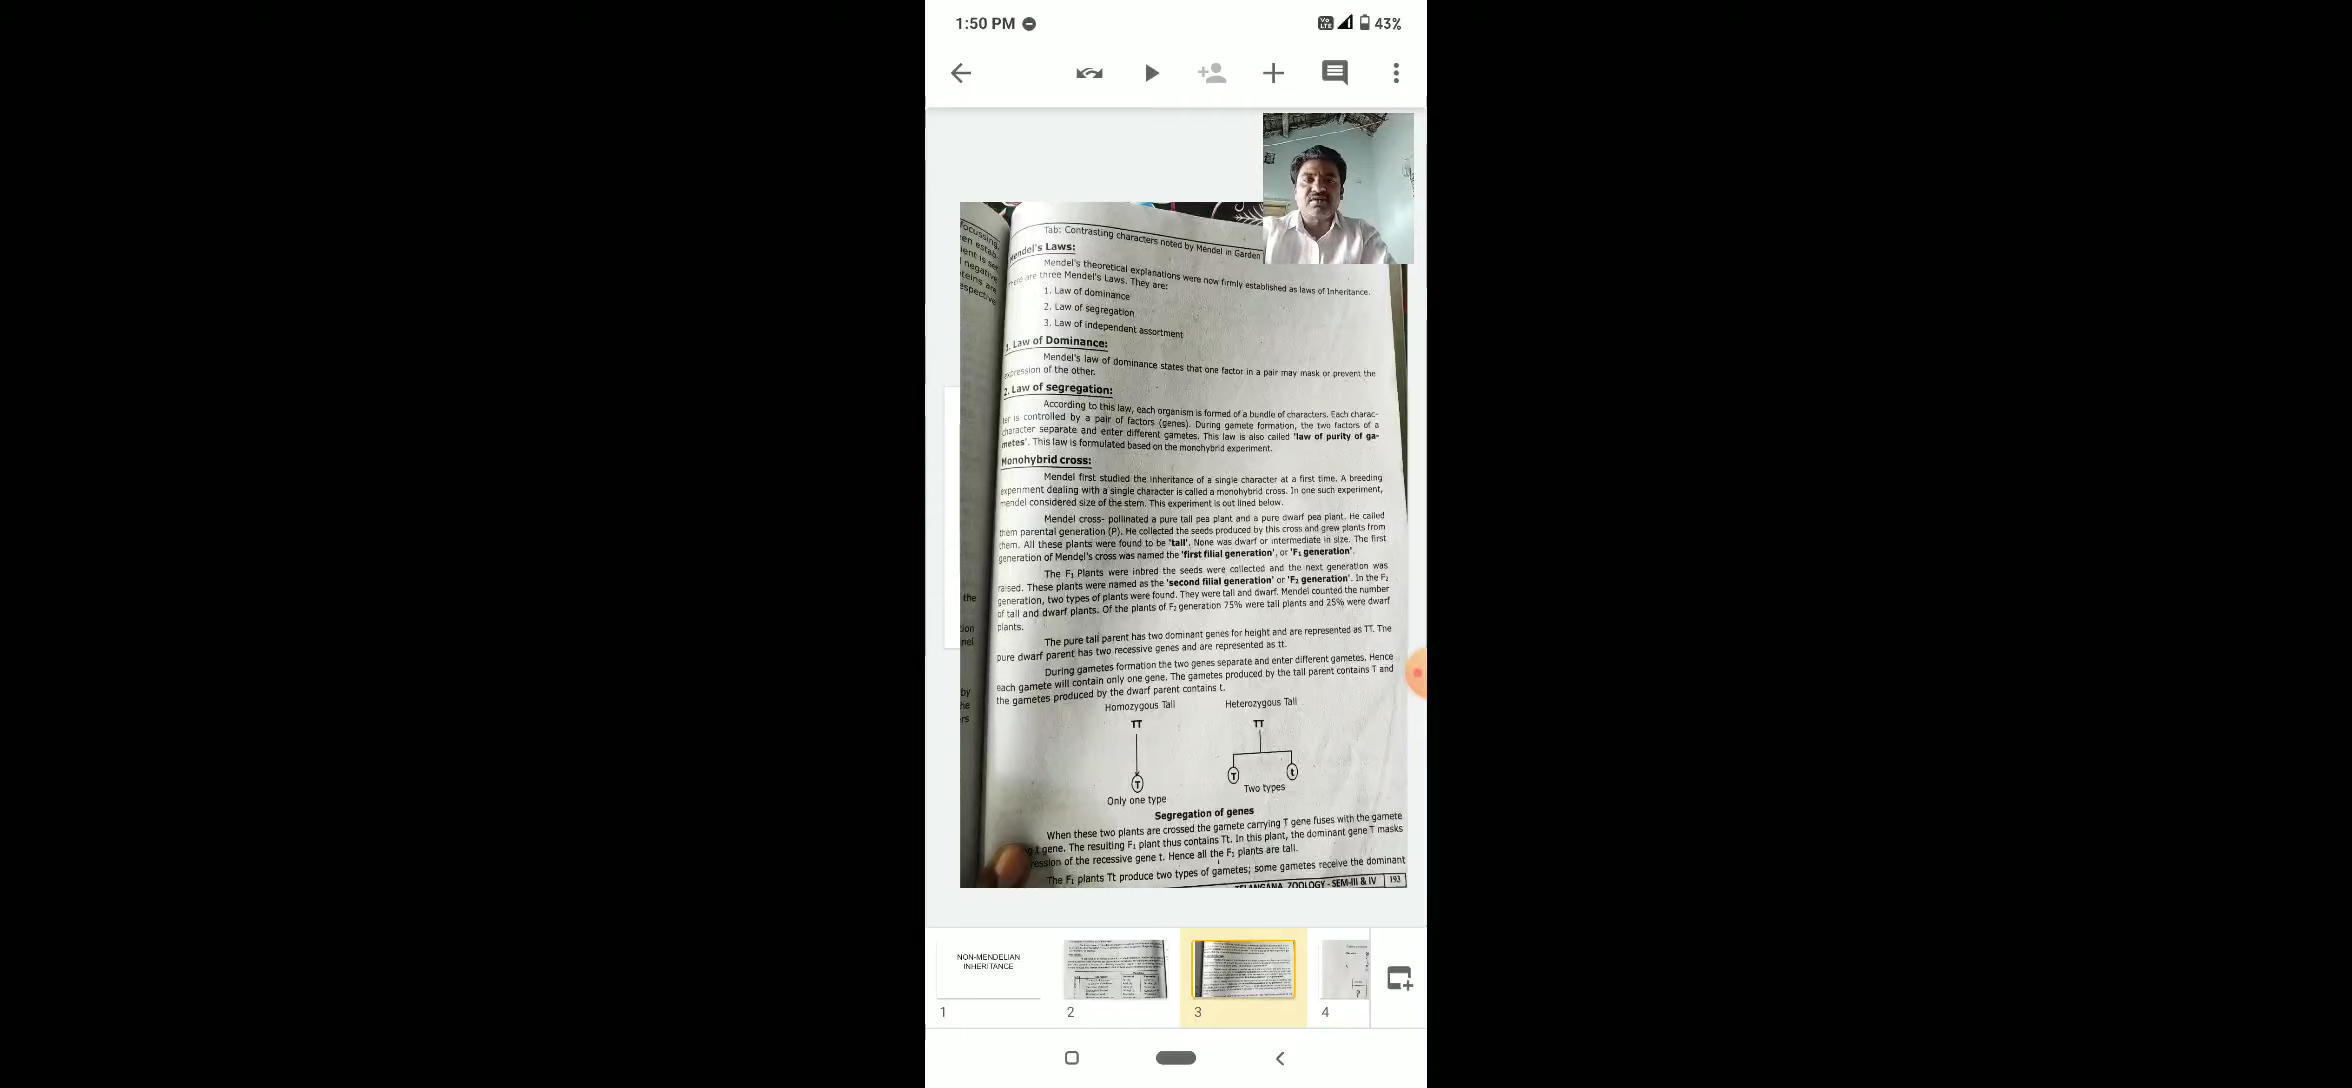 1:50 PM
Vo LTE
43%
focussing,
en estab-
ent is set
negative
teins are
espective
the
tion
nel
by
he
ers
Tab: Contrasting characters noted by Mendel in Garden
Mendel's Laws:
Mendel's theoretical explanations were now firmly established as laws of Inheritance.
There are three Mendel's Laws. They are:
1. Law of dominance
2. Law of segregation
3. Law of independent assortment
1. Law of Dominance:
Mendel's law of dominance states that one factor in a pair may mask or prevent the
expression of the other.
2. Law of segregation:
According to this law, each organism is formed of a bundle of characters. Each charac-
ter is controlled by a pair of factors (genes). During gamete formation, the two factors of a
character separate and enter different gametes. This law is also called 'law of purity of ga-
metes'. This law is formulated based on the monohybrid experiment.
Monohybrid cross:
Mendel first studied the inheritance of a single character at a first time. A breeding
experiment dealing with a single character is called a monohybrid cross. In one such experiment,
mendel considered size of the stem. This experiment is out lined below.
Mendel cross- pollinated a pure tall pea plant and a pure dwarf pea plant. He called
them parental generation (P). He collected the seeds produced by this cross and grew plants from
them. All these plants were found to be 'tall'. None was dwarf or intermediate in size. The first
generation of Mendel's cross was named the 'first filial generation', or 'F₁ generation'.
The F₁ Plants were inbred the seeds were collected and the next generation was
raised. These plants were named as the 'second filial generation' or 'F₂ generation'. In the F₂
generation, two types of plants were found. They were tall and dwarf. Mendel counted the number
of tall and dwarf plants. Of the plants of F₂ generation 75% were tall plants and 25% were dwarf
plants.
The pure tall parent has two dominant genes for height and are represented as TT. The
pure dwarf parent has two recessive genes and are represented as tt.
During gametes formation the two genes separate and enter different gametes. Hence
each gamete will contain only one gene. The gametes produced by the tall parent contains T and
the gametes produced by the dwarf parent contains t.
Homozygous Tall Heterozygous Tall
TT TT
T T t
Only one type Two types
Segregation of genes
When these two plants are crossed the gamete carrying T gene fuses with the gamete
t gene. The resulting F₁ plant thus contains Tt. In this plant, the dominant gene T masks
ression of the recessive gene t. Hence all the F₁ plants are tall.
The F₁ plants Tt produce two types of gametes; some gametes receive the dominant
TELANGANA ZOOLOGY - SEM-III & IV 193
NON-MENDELIAN
INHERITANCE
1 2 3 4